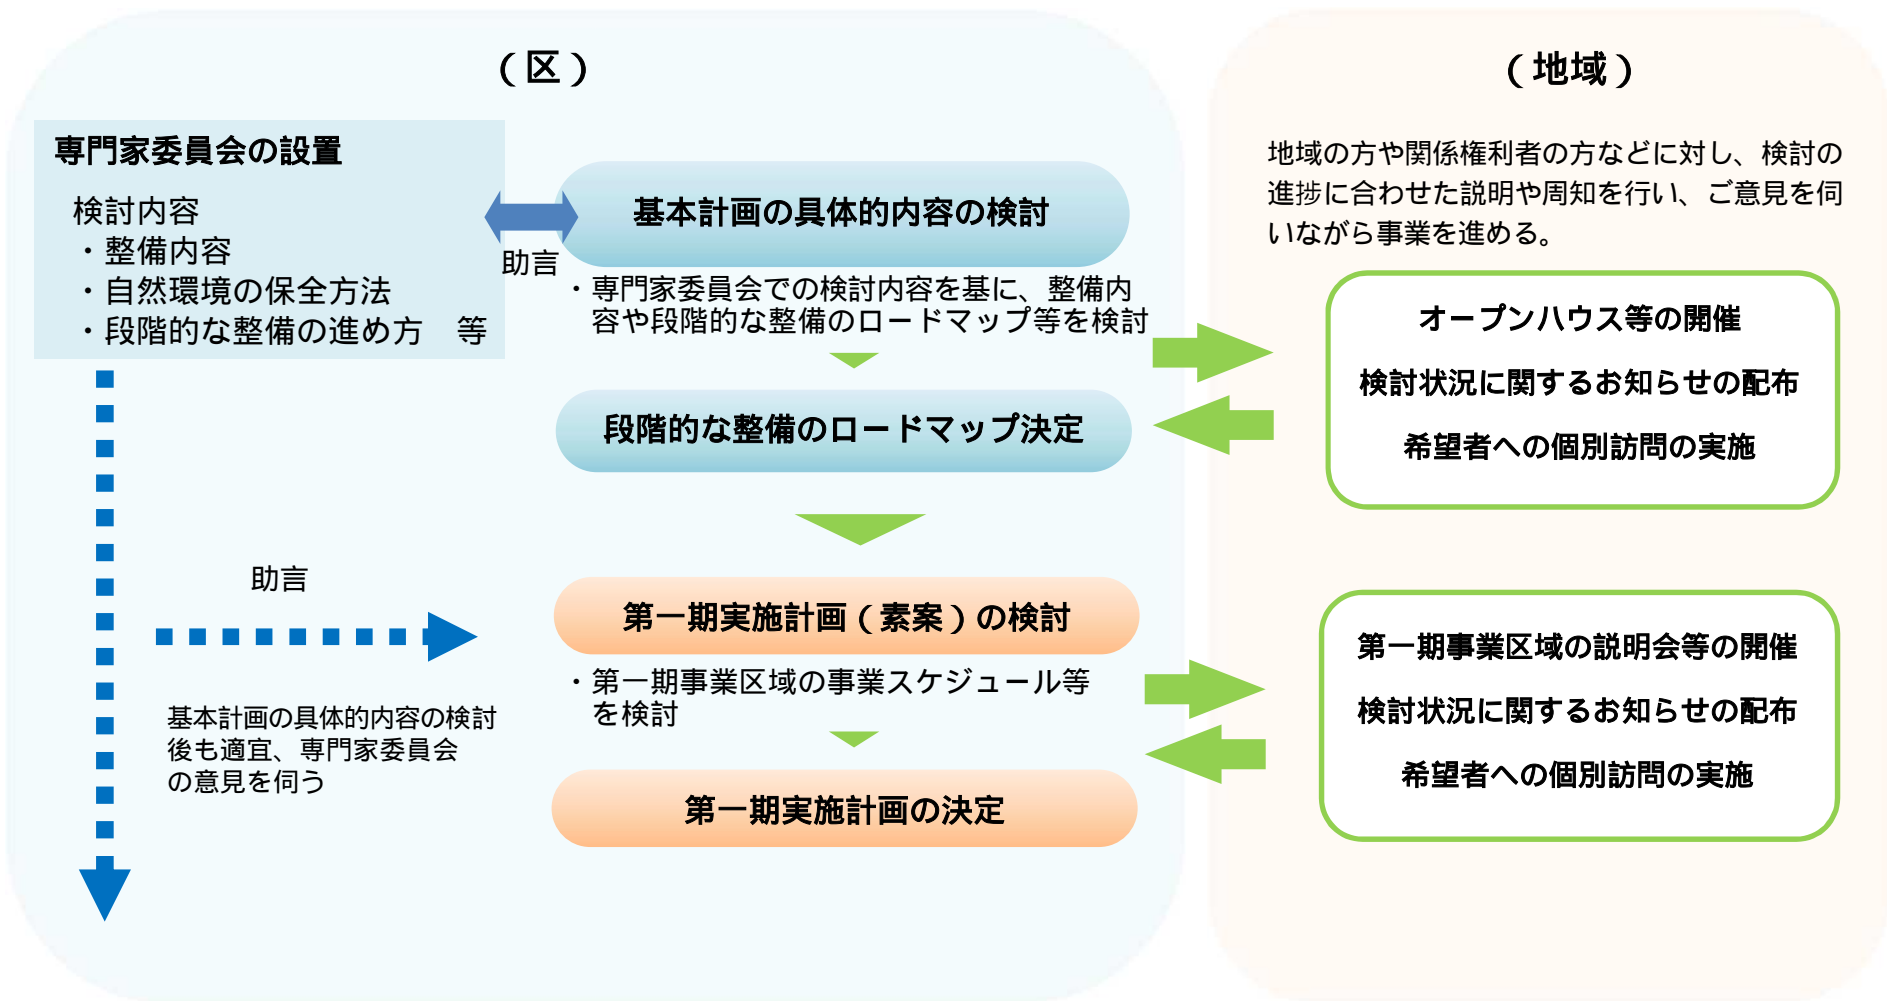 （区）
専門家委員会の設置
検討内容
・整備内容
・自然環境の保全方法
・段階的な整備の進め方　等
助言
基本計画の具体的内容の検討
・専門家委員会での検討内容を基に、整備内
容や段階的な整備のロードマップ等を検討
段階的な整備のロードマップ決定
助言
基本計画の具体的内容の検討
後も適宜、専門家委員会
の意見を伺う
第一期実施計画（素案）の検討
・第一期事業区域の事業スケジュール等
を検討
第一期実施計画の決定
（地域）
地域の方や関係権利者の方などに対し、検討の
進捗に合わせた説明や周知を行い、ご意見を伺
いながら事業を進める。
オープンハウス等の開催
検討状況に関するお知らせの配布
希望者への個別訪問の実施
第一期事業区域の説明会等の開催
検討状況に関するお知らせの配布
希望者への個別訪問の実施